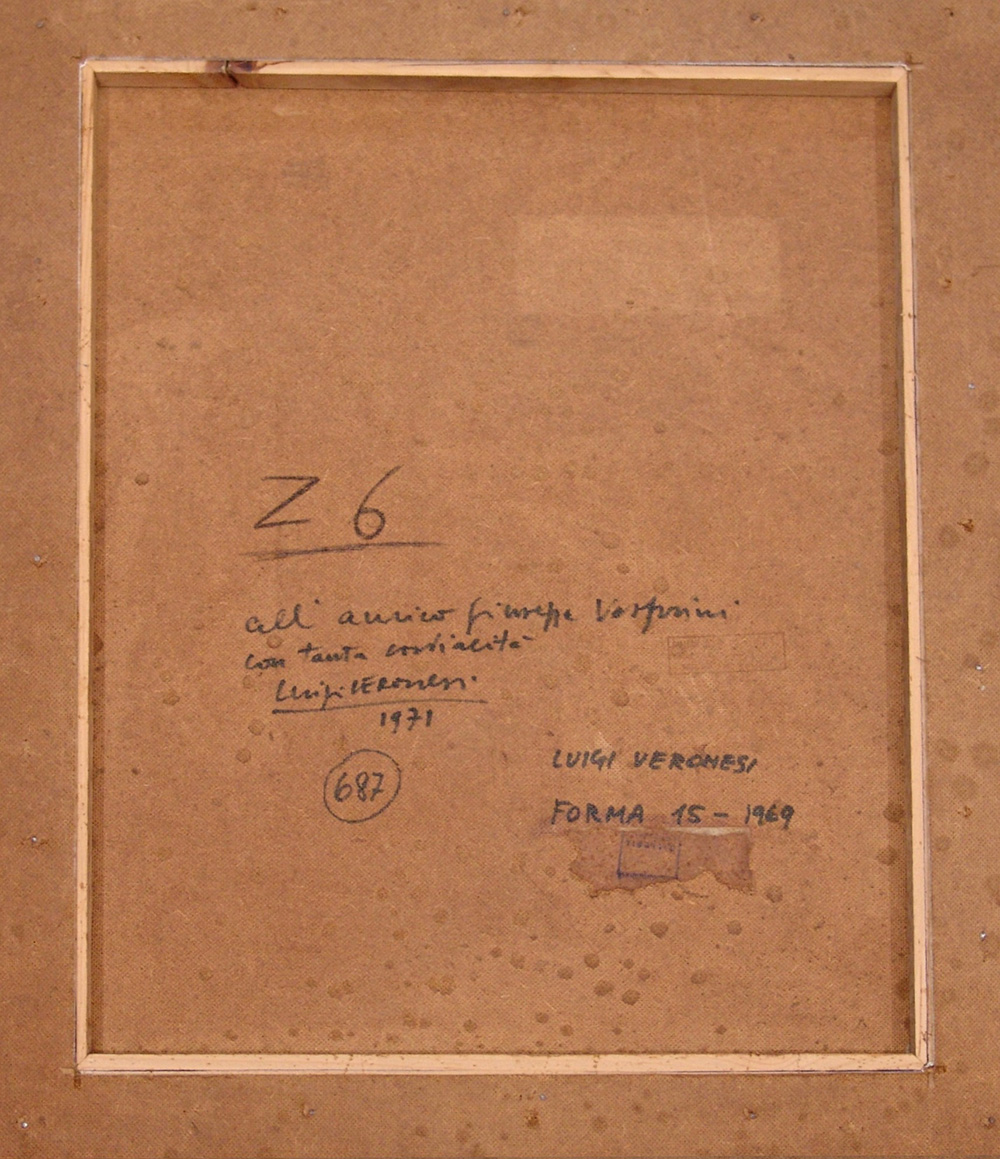 Z 6
all' amico Giuseppe
con tanta cordialità
Luigi VERonesi
1971
687
LUIGI VERONESI
FORMA 15 - 1969